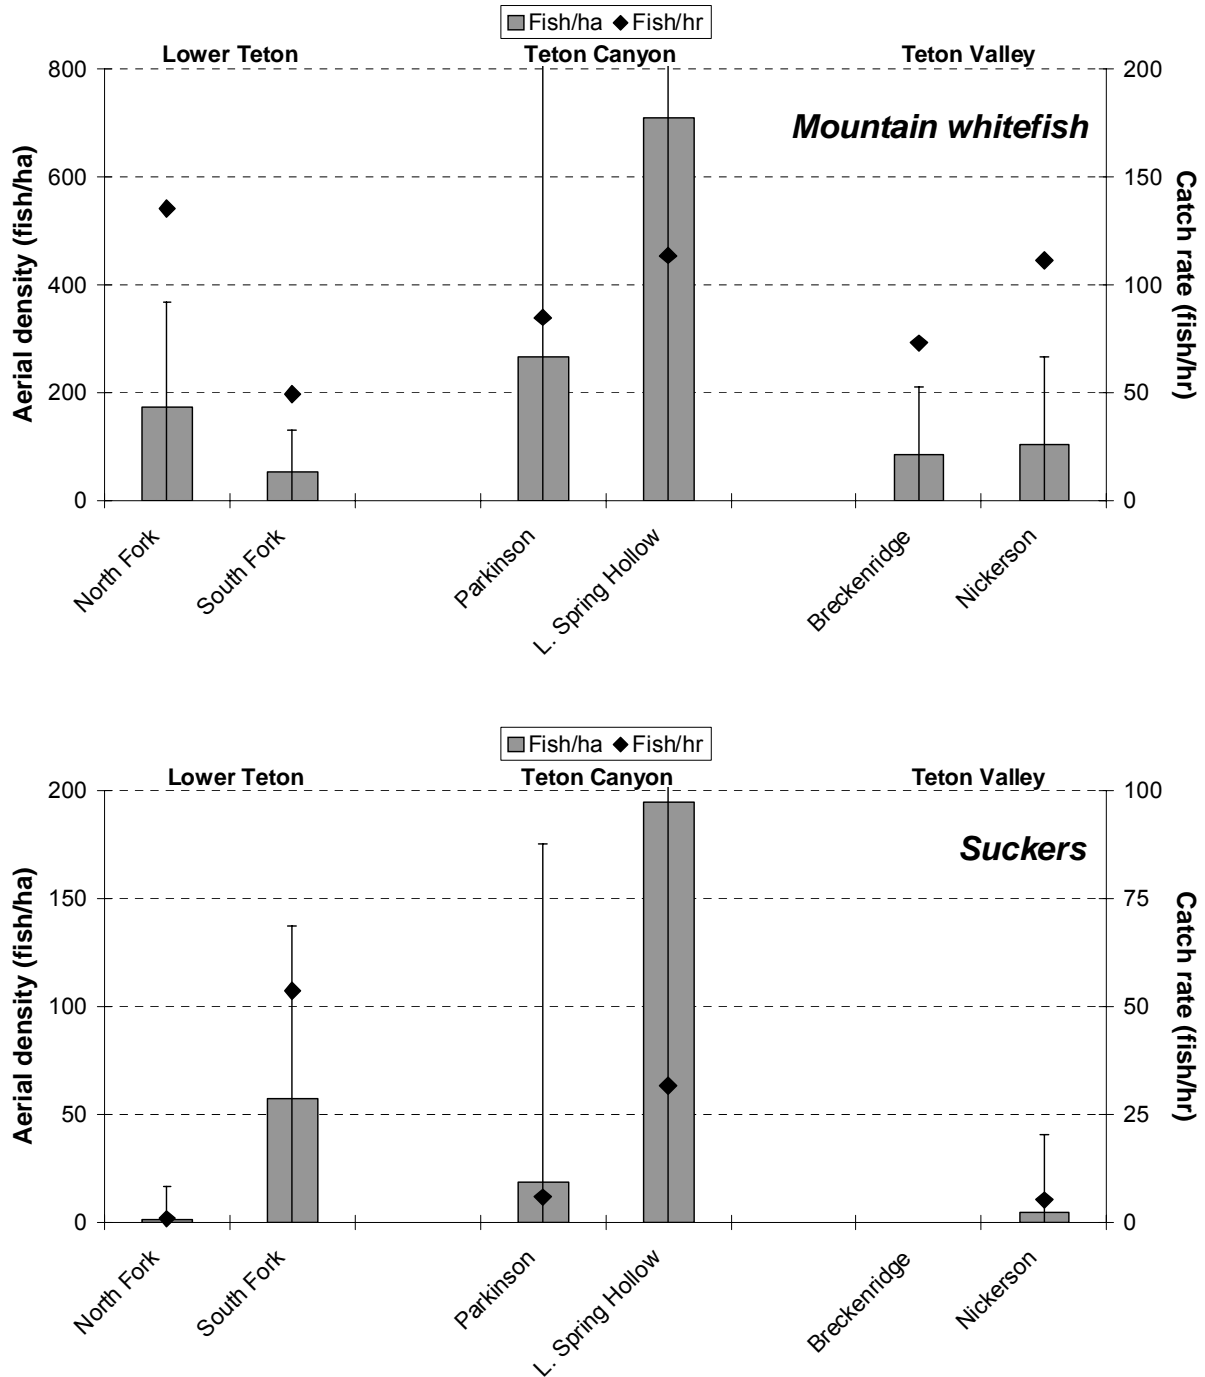 Fish/ha Fish/hr
Lower Teton Teton Canyon Teton Valley
Mountain whitefish
Aerial density (fish/ha)
800
600
400
200
0
Catch rate (fish/hr)
200
150
100
50
0
North Fork
South Fork
Parkinson
L. Spring Hollow
Breckenridge
Nickerson
Fish/ha Fish/hr
Lower Teton Teton Canyon Teton Valley
Suckers
Aerial density (fish/ha)
200
150
100
50
0
Catch rate (fish/hr)
100
75
50
25
0
North Fork
South Fork
Parkinson
L. Spring Hollow
Breckenridge
Nickerson